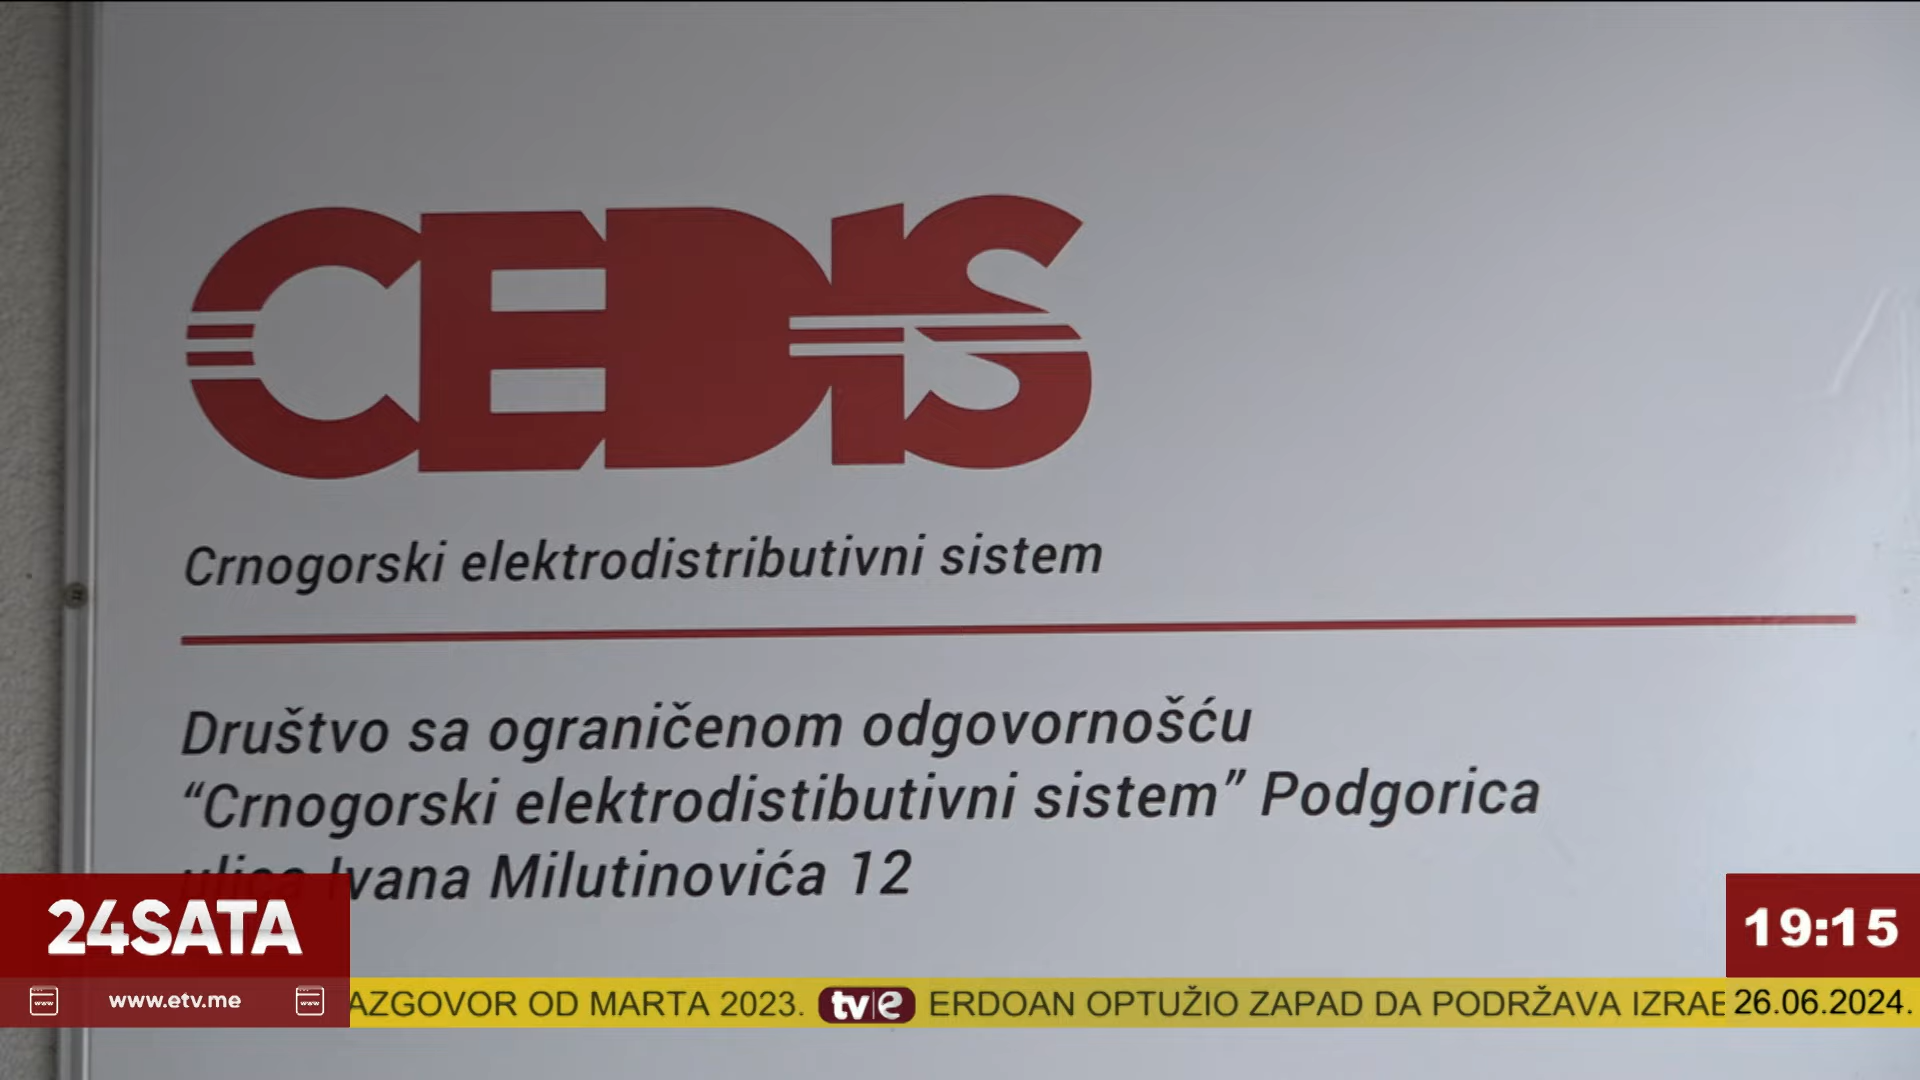 CEDIS
Crnogorski elektrodistributivni sistem
Društvo sa ograničenom odgovornošću
“Crnogorski elektrodistibutivni sistem” Podgorica
ulica Ivana Milutinovića 12
24SATA
19:15
www.etv.me
AZGOVOR OD MARTA 2023. tv|e ERDOAN OPTUŽIO ZAPAD DA PODRŽAVA IZRAE
26.06.2024.